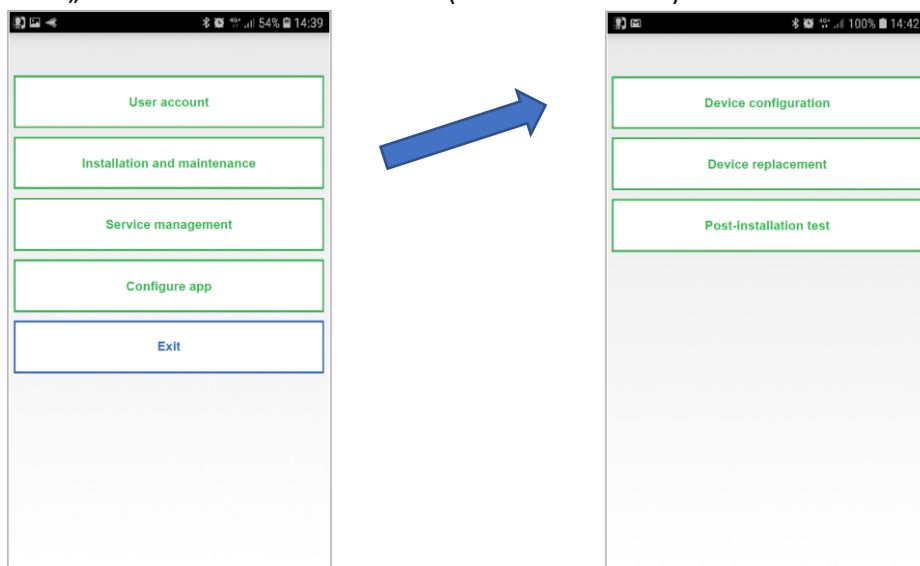 54% 14:39
User account
Installation and maintenance
Service management
Configure app
Exit
100% 14:42
Device configuration
Device replacement
Post-installation test